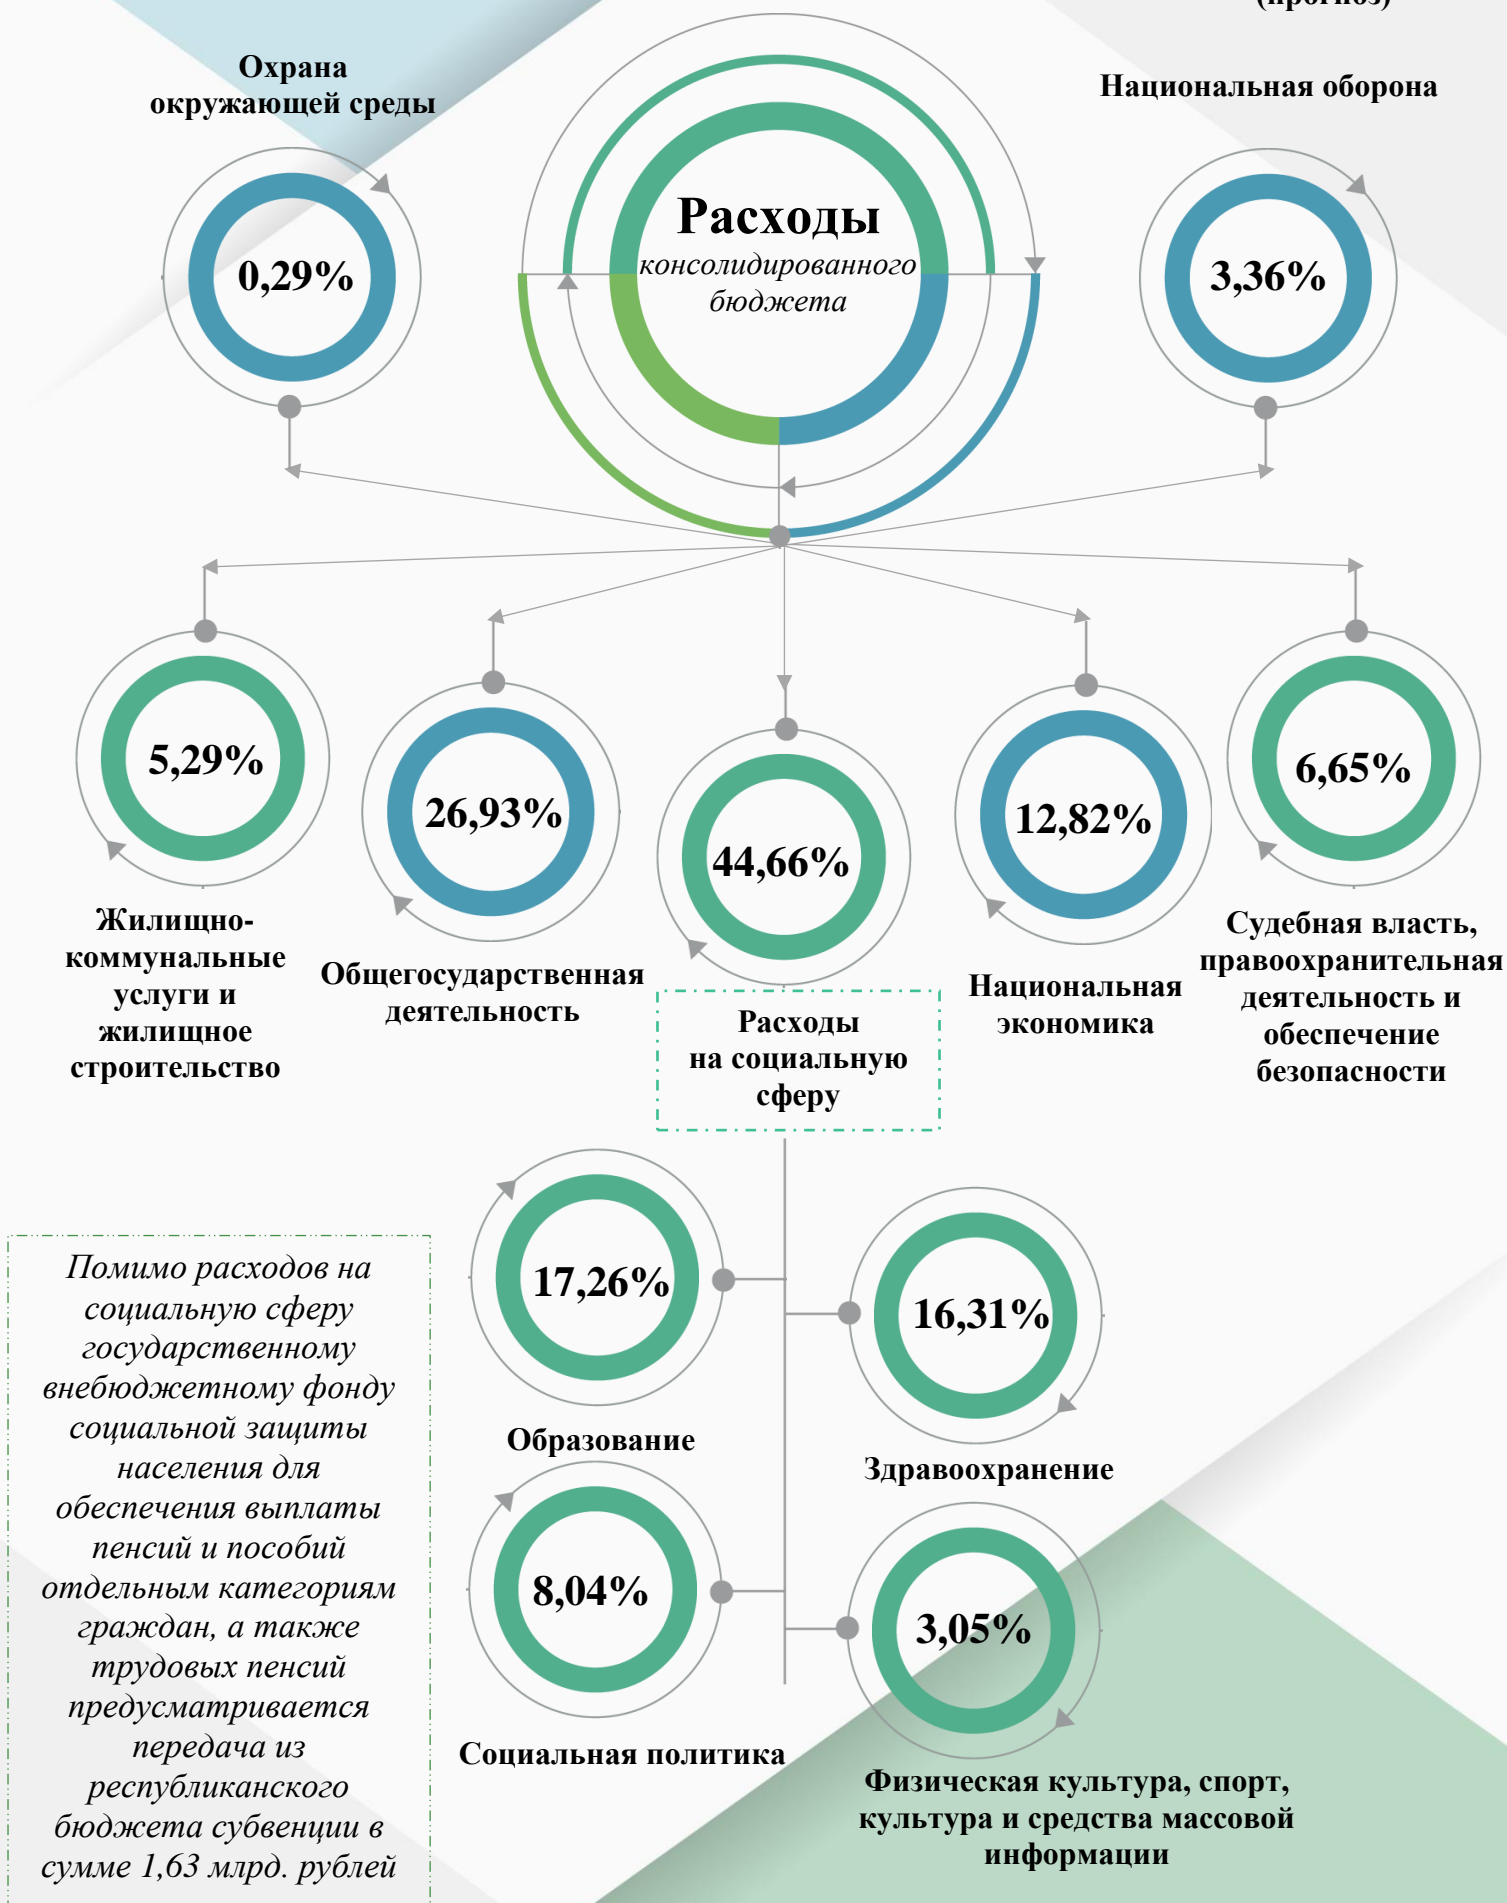 (прогноз)
Охрана
окружающей среды
Национальная оборона
Расходы
консолидированного
бюджета
0,29%
3,36%
5,29%
26,93%
44,66%
12,82%
6,65%
Жилищно-
коммунальные
услуги и
жилищное
строительство
Общегосударственная
деятельность
Расходы
на социальную
сферу
Национальная
экономика
Судебная власть,
правоохранительная
деятельность и
обеспечение
безопасности
17,26%
16,31%
Образование
Здравоохранение
8,04%
3,05%
Социальная политика
Физическая культура, спорт,
культура и средства массовой
информации
Помимо расходов на
социальную сферу
государственному
внебюджетному фонду
социальной защиты
населения для
обеспечения выплаты
пенсий и пособий
отдельным категориям
граждан, а также
трудовых пенсий
предусматривается
передача из
республиканского
бюджета субвенции в
сумме 1,63 млрд. рублей